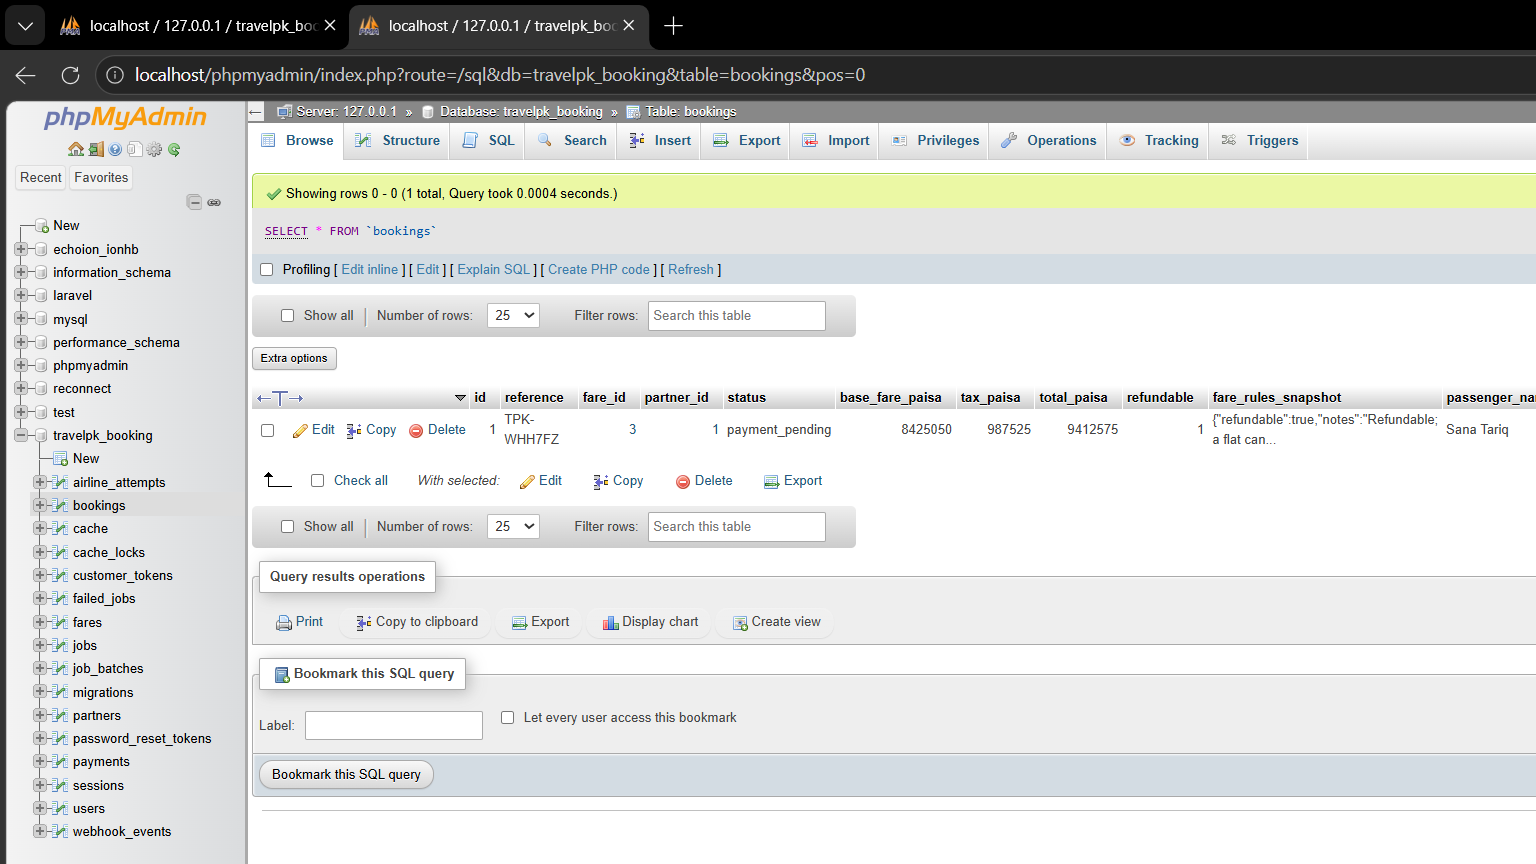 localhost / 127.0.0.1 / travelpk_boo
localhost / 127.0.0.1 / travelpk_boo
localhost/phpmyadmin/index.php?route=/sql&db=travelpk_booking&table=bookings&pos=0
phpMyAdmin
Recent Favorites
New
echoion_ionhb
information_schema
laravel
mysql
performance_schema
phpmyadmin
reconnect
test
travelpk_booking
New
airline_attempts
bookings
cache
cache_locks
customer_tokens
failed_jobs
fares
jobs
job_batches
migrations
partners
password_reset_tokens
payments
sessions
users
webhook_events
Server: 127.0.0.1 » Database: travelpk_booking » Table: bookings
Browse Structure SQL Search Insert Export Import Privileges Operations Tracking Triggers
Showing rows 0 - 0 (1 total, Query took 0.0004 seconds.)
SELECT * FROM `bookings`
Profiling [ Edit inline ] [ Edit ] [ Explain SQL ] [ Create PHP code ] [ Refresh ]
Show all Number of rows: 25 Filter rows: Search this table
Extra options
id reference fare_id partner_id status base_fare_paisa tax_paisa total_paisa refundable fare_rules_snapshot passenger_na
Edit Copy Delete 1 TPK-WHH7FZ 3 1 payment_pending 8425050 987525 9412575 1 {"refundable":true,"notes":"Refundable; a flat can... Sana Tariq
Check all With selected: Edit Copy Delete Export
Show all Number of rows: 25 Filter rows: Search this table
Query results operations
Print Copy to clipboard Export Display chart Create view
Bookmark this SQL query
Label: Let every user access this bookmark
Bookmark this SQL query